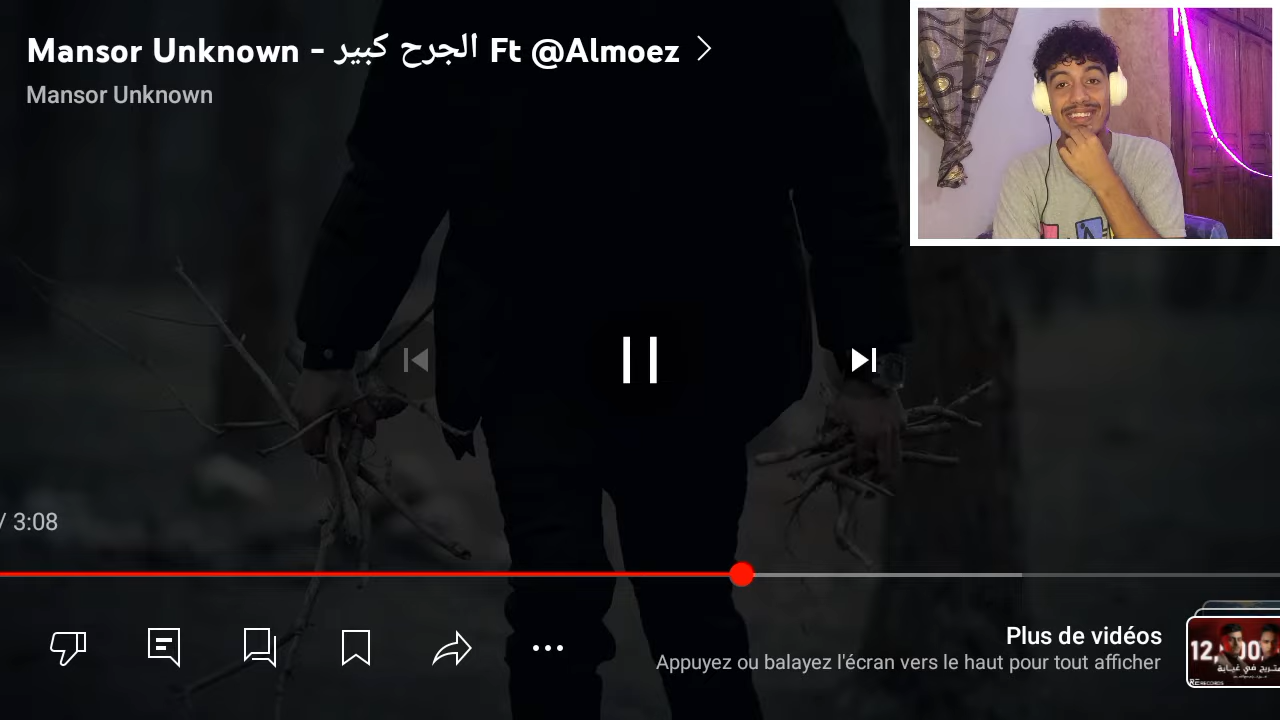 Mansor Unknown - الجرح كبير Ft @Almoez
Mansor Unknown
/ 3:08
Plus de vidéos
Appuyez ou balayez l'écran vers le haut pour tout afficher
RECORDS